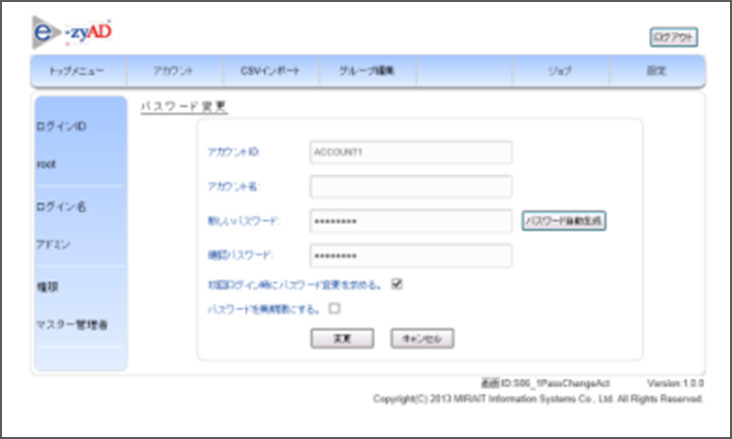 e-zyAD
ログアウト
トップメニュー アカウント CSVインポート グループ編集 ジョブ 設定
パスワード変更
ログインID
root
ログイン名
アドミン
権限
マスター管理者
アカウントID: ACCOUNT1
アカウント名:
新しいパスワード: ●●●●●●●● パスワード自動生成
確認パスワード: ●●●●●●●●
初回ログイン時にパスワード変更を求める。
パスワードを無期限にする。
変更 キャンセル
画面ID:S06_1PassChangeAct Version:1.0.0
Copyright(C) 2013 MIRAIT Information Systems Co., Ltd. All Rights Reserved.